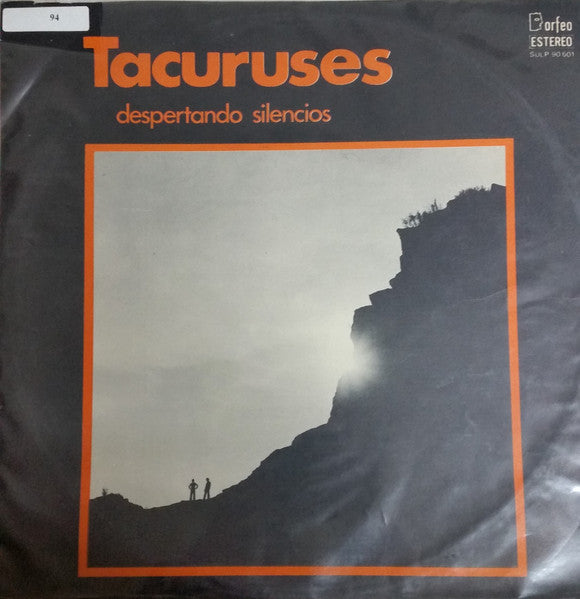 94
orfeo
ESTEREO
SULP 90 601
Tacuruses
despertando silencios